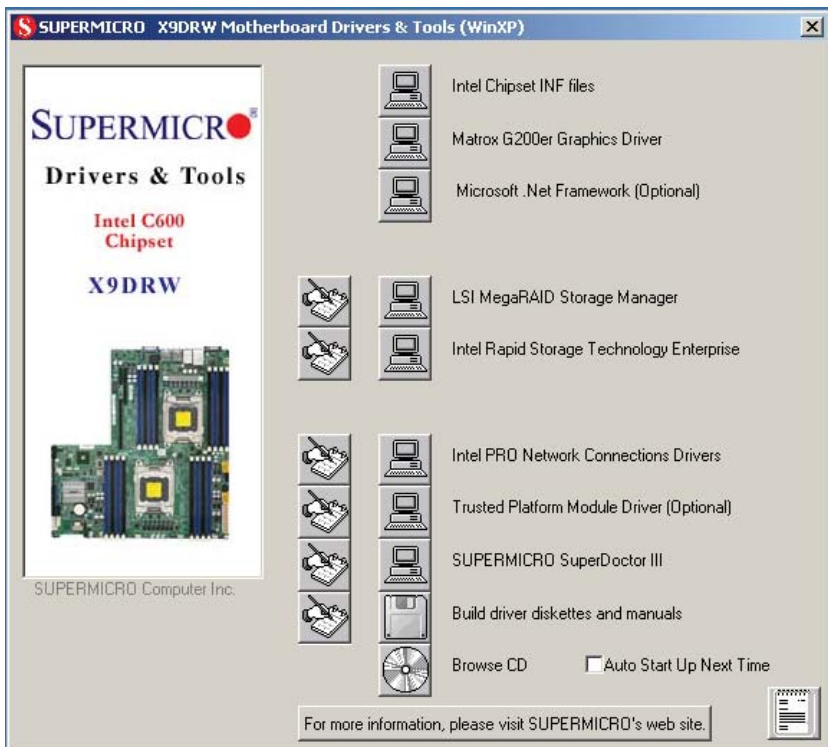 SUPERMICRO X9DRW Motherboard Drivers & Tools (WinXP)
SUPERMICRO®
Drivers & Tools
Intel C600
Chipset
X9DRW
SUPERMICRO Computer Inc.
Intel Chipset INF files
Matrox G200er Graphics Driver
Microsoft .Net Framework (Optional)
LSI MegaRAID Storage Manager
Intel Rapid Storage Technology Enterprise
Intel PRO Network Connections Drivers
Trusted Platform Module Driver (Optional)
SUPERMICRO SuperDoctor III
Build driver diskettes and manuals
Browse CD Auto Start Up Next Time
For more information, please visit SUPERMICRO's web site.